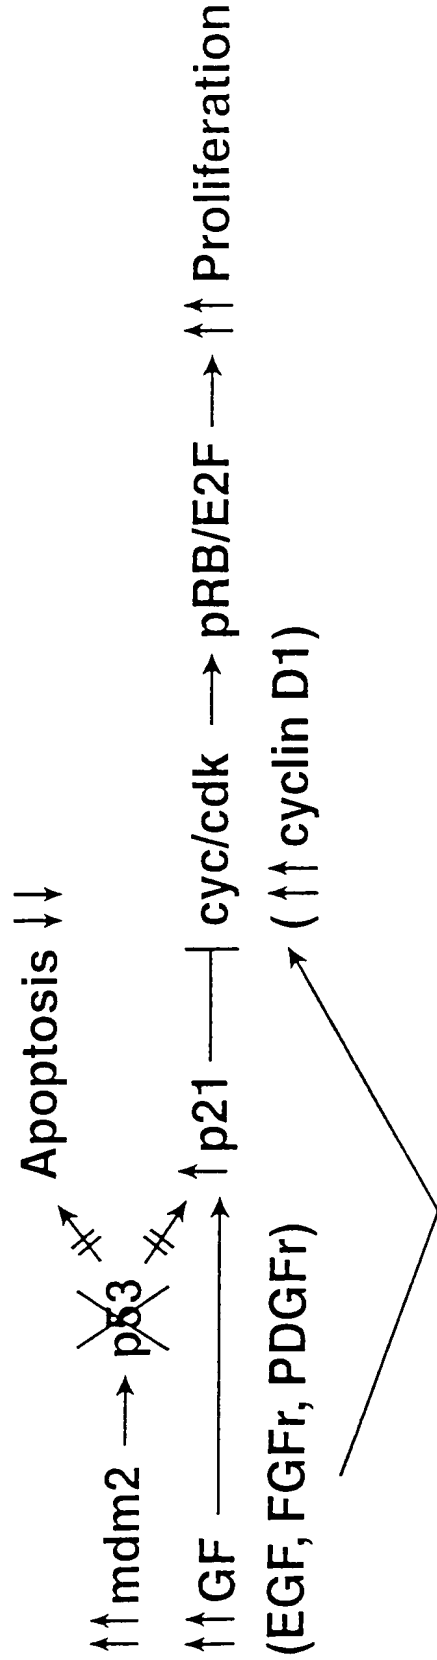 Apoptosis ↓↓
↑↑ mdm2 → p53
↑↑ GF → ↑ p21 ⊣ cyc/cdk → pRB/E2F → ↑↑ Proliferation
(EGF, FGFr, PDGFr) (↑↑ cyclin D1)